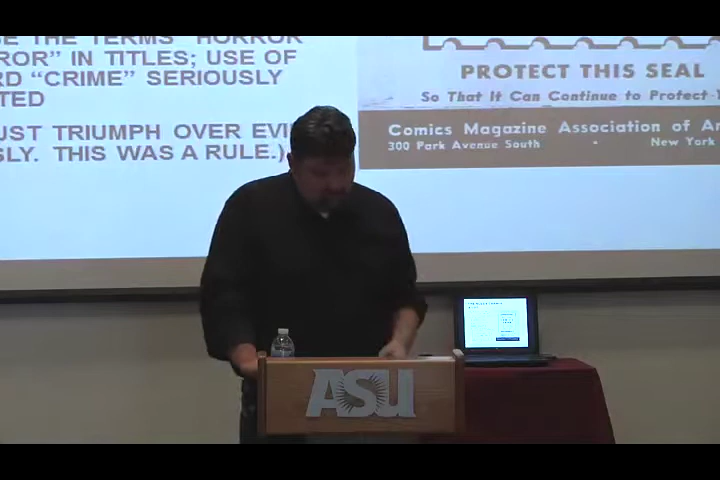 THE TERMS "HORROR
ROR" IN TITLES; USE OF
RD "CRIME" SERIOUSLY
TED
UST TRIUMPH OVER EVI
SLY. THIS WAS A RULE.)
PROTECT THIS SEAL
So That It Can Continue to Protect Y
Comics Magazine Association of Am
300 Park Avenue South
New York
ASU